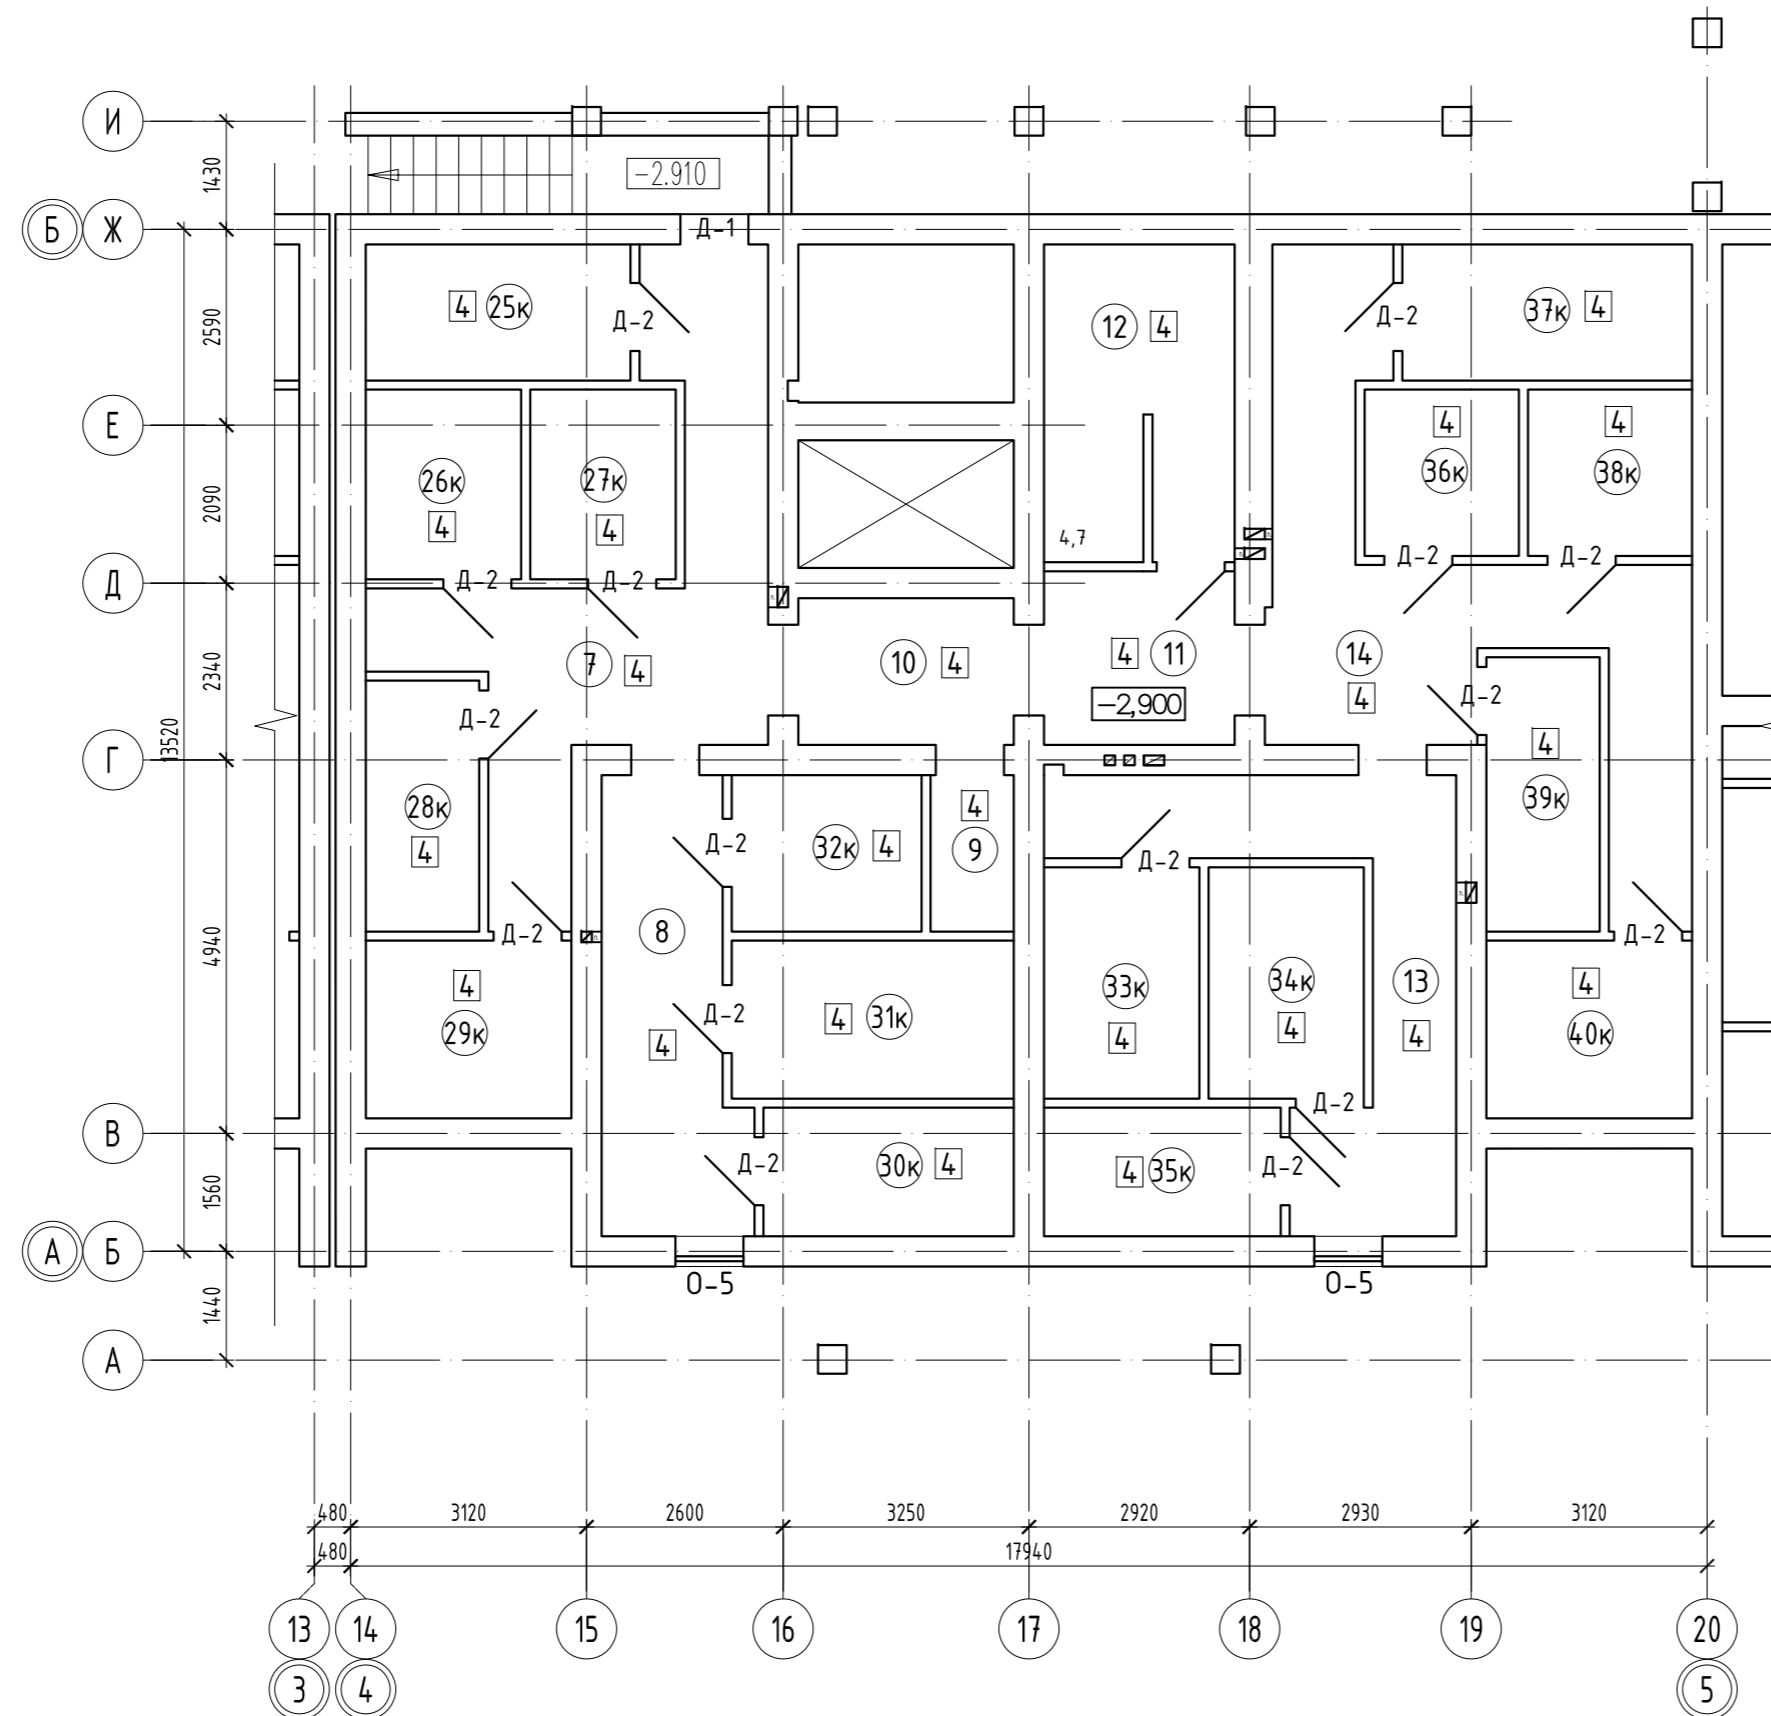 И
1430
-2.910
Б Ж
Д-1
4 25к
Д-2
12 4
Д-2
37к 4
2590
Е
4
4
26к
27к
36к
38к
4
4
2090
4,7
Д-2
Д-2
Д-2
Д-2
Д
7 4
10 4
4 11
14
4
2340
-2,900
Д-2
Д-2
13520
4
Г
28к
4
39к
4
Д-2
32к 4
9
Д-2
4940
8
Д-2
Д-2
4
29к
Д-2
4 31к
4
33к
4
34к
4
13
4
4
40к
Д-2
В
Д-2
30к 4
4 35к
Д-2
1560
А Б
О-5
О-5
1440
А
480 3120 2600 3250 2920 2930 3120
480 17940
13 14 15 16 17 18 19 20
3 4 5